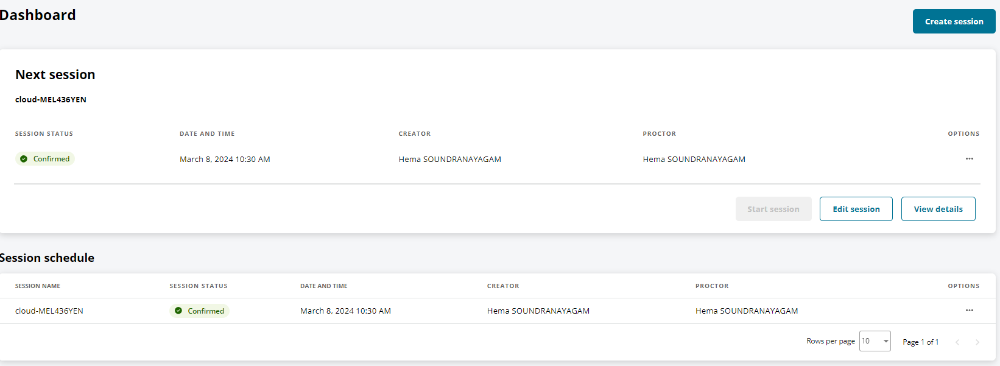 Dashboard
Create session
Next session
cloud-MEL436YEN
SESSION STATUS DATE AND TIME CREATOR PROCTOR OPTIONS
Confirmed March 8, 2024 10:30 AM Hema SOUNDRANAYAGAM Hema SOUNDRANAYAGAM ...
Start session Edit session View details
Session schedule
SESSION NAME SESSION STATUS DATE AND TIME CREATOR PROCTOR OPTIONS
cloud-MEL436YEN Confirmed March 8, 2024 10:30 AM Hema SOUNDRANAYAGAM Hema SOUNDRANAYAGAM ...
Rows per page 10 Page 1 of 1